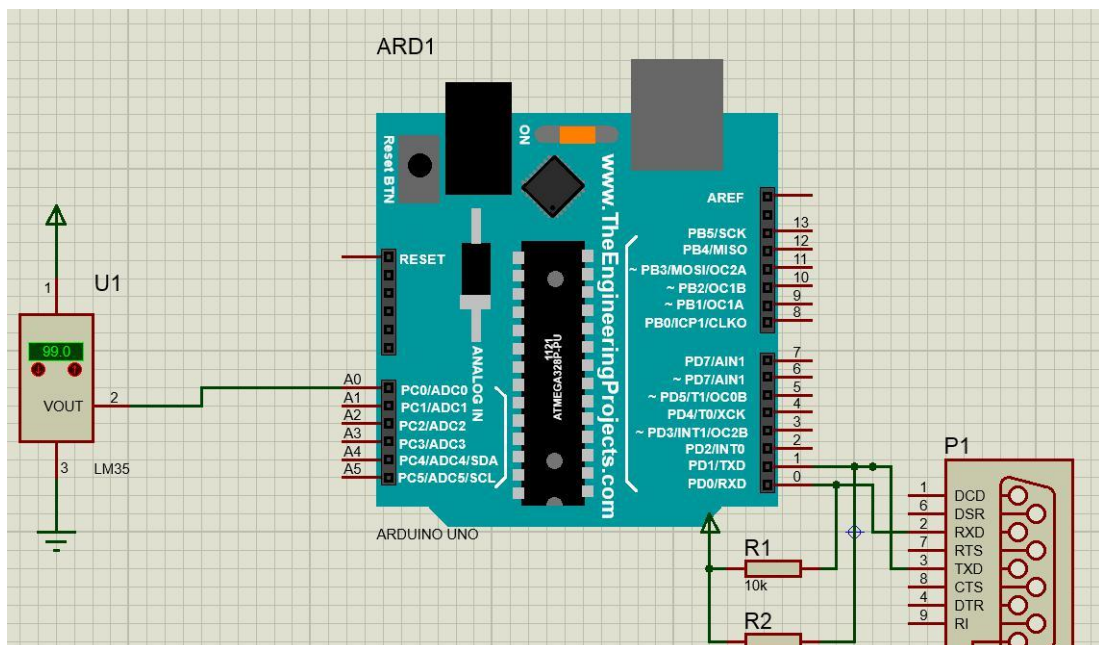 ARD1
ON
Reset BTN
www.TheEngineeringProjects.com
AREF
PB5/SCK 13
PB4/MISO 12
~ PB3/MOSI/OC2A 11
~ PB2/OC1B 10
~ PB1/OC1A 9
PB0/ICP1/CLKO 8
RESET
U1
1
99.0
VOUT 2
3
LM35
1121
ATMEGA328P-PU
ANALOG IN
A0 PC0/ADC0
A1 PC1/ADC1
A2 PC2/ADC2
A3 PC3/ADC3
A4 PC4/ADC4/SDA
A5 PC5/ADC5/SCL
PD7/AIN1 7
~ PD7/AIN1 6
~ PD5/T1/OC0B 5
PD4/T0/XCK 4
~ PD3/INT1/OC2B 3
PD2/INT0 2
PD1/TXD 1
PD0/RXD 0
ARDUINO UNO
P1
1 DCD
6 DSR
2 RXD
7 RTS
3 TXD
8 CTS
4 DTR
9 RI
R1
10k
R2